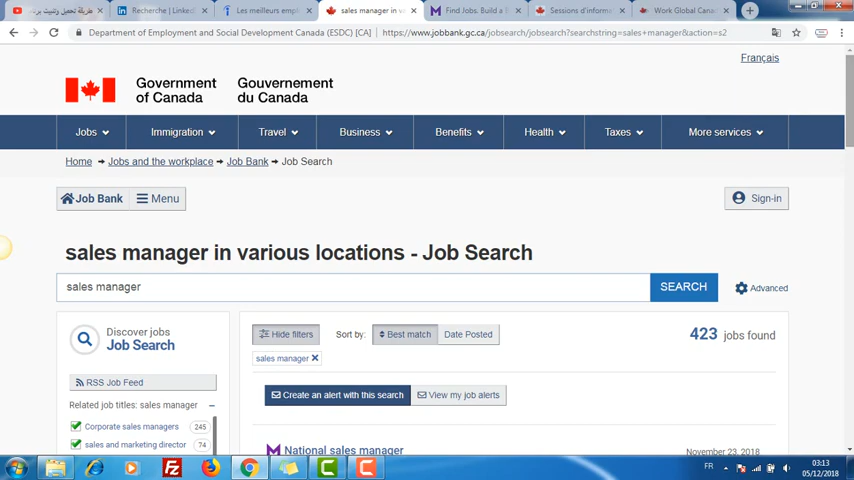 Recherche | LinkedI
Les meilleurs empl
sales manager in va
Find Jobs. Build a B
Sessions d'informe
Work Global Cana
Department of Employment and Social Development Canada (ESDC) [CA]
https://www.jobbank.gc.ca/jobsearch/jobsearch?searchstring=sales+manager&action=s2
Français
Government of Canada
Gouvernement du Canada
Jobs
Immigration
Travel
Business
Benefits
Health
Taxes
More services
Home → Jobs and the workplace → Job Bank → Job Search
Job Bank
Menu
Sign-in
sales manager in various locations - Job Search
sales manager
SEARCH
Advanced
Discover jobs
Job Search
RSS Job Feed
Related job titles: sales manager
Corporate sales managers 245
sales and marketing director 74
Hide filters
Sort by:
Best match
Date Posted
423 jobs found
sales manager
Create an alert with this search
View my job alerts
National sales manager
November 23, 2018
FR
03:13
05/12/2018